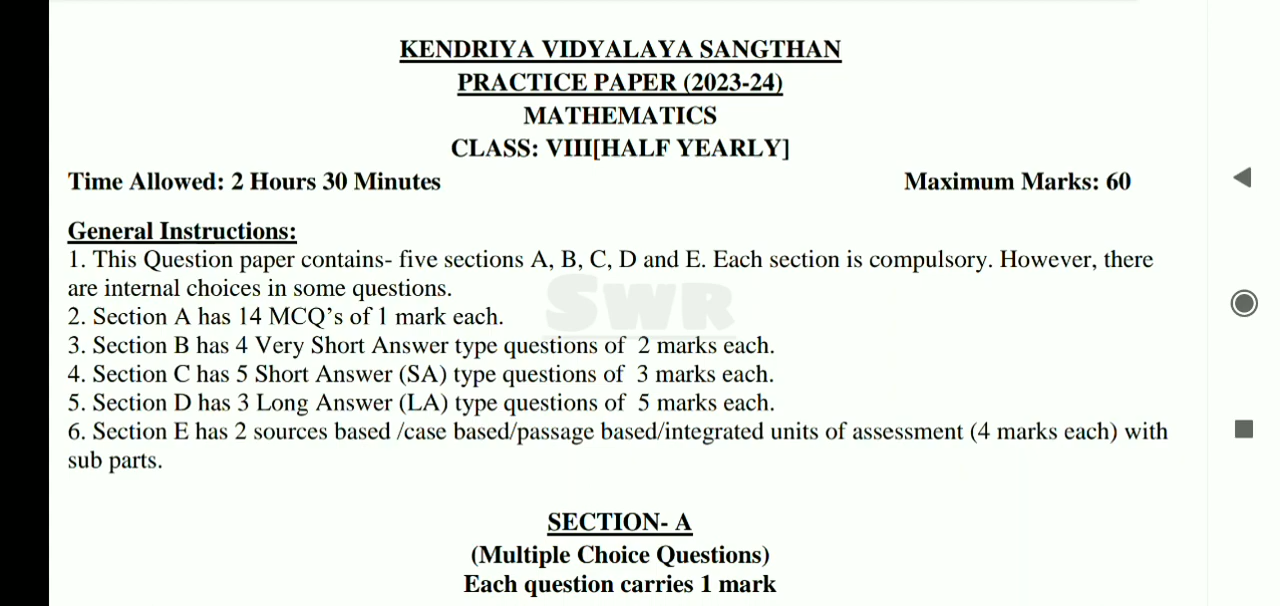 KENDRIYA VIDYALAYA SANGTHAN
PRACTICE PAPER (2023-24)
MATHEMATICS
CLASS: VIII[HALF YEARLY]
Time Allowed: 2 Hours 30 Minutes Maximum Marks: 60
General Instructions:
1. This Question paper contains- five sections A, B, C, D and E. Each section is compulsory. However, there
are internal choices in some questions.
SWR
2. Section A has 14 MCQ’s of 1 mark each.
3. Section B has 4 Very Short Answer type questions of 2 marks each.
4. Section C has 5 Short Answer (SA) type questions of 3 marks each.
5. Section D has 3 Long Answer (LA) type questions of 5 marks each.
6. Section E has 2 sources based /case based/passage based/integrated units of assessment (4 marks each) with
sub parts.
SECTION- A
(Multiple Choice Questions)
Each question carries 1 mark